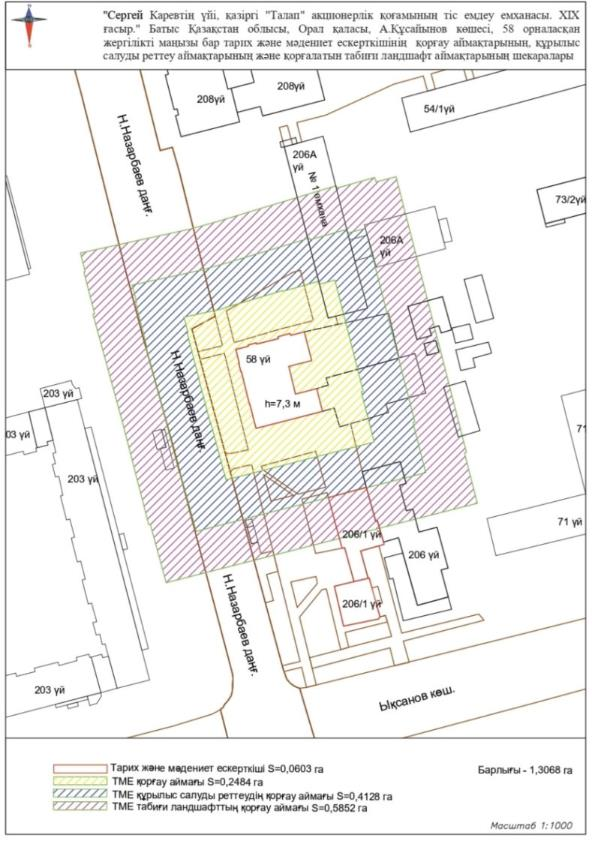 "Сергей Каревтің үйі, қазіргі "Талап" акционерлік қоғамының тіс емдеу емханасы. XIX
ғасыр." Батыс Қазақстан облысы, Орал қаласы, А.Құсайынов көшесі, 58 орналасқан
жергілікті маңызы бар тарих және мәдениет ескерткішінің қорғау аймақтарының, құрылыс
салуды реттеу аймақтарының және қорғалатын табиғи ландшафт аймақтарының шекаралары
208үй
208үй
54/1үй
Н.Назарбаев даңғ.
206А
үй
№ 1 емхана
73/2үй
206А
үй
58 үй
h=7,3 м
Н.Назарбаев даңғ.
203 үй
03 үй
203 үй
71
71 үй
206/1 үй
206 үй
206/1 үй
Н.Назарбаев даңғ.
203 үй
Ықсанов көш.
Тарих және мәдениет ескерткіші S=0,0603 га
Барлығы - 1,3068 га
ТМЕ қорғау аймағы S=0,2484 га
ТМЕ құрылыс салуды реттеудің қорғау аймағы S=0,4128 га
ТМЕ табиғи ландшафттың қорғау аймағы S=0,5852 га
Масштаб 1:1000